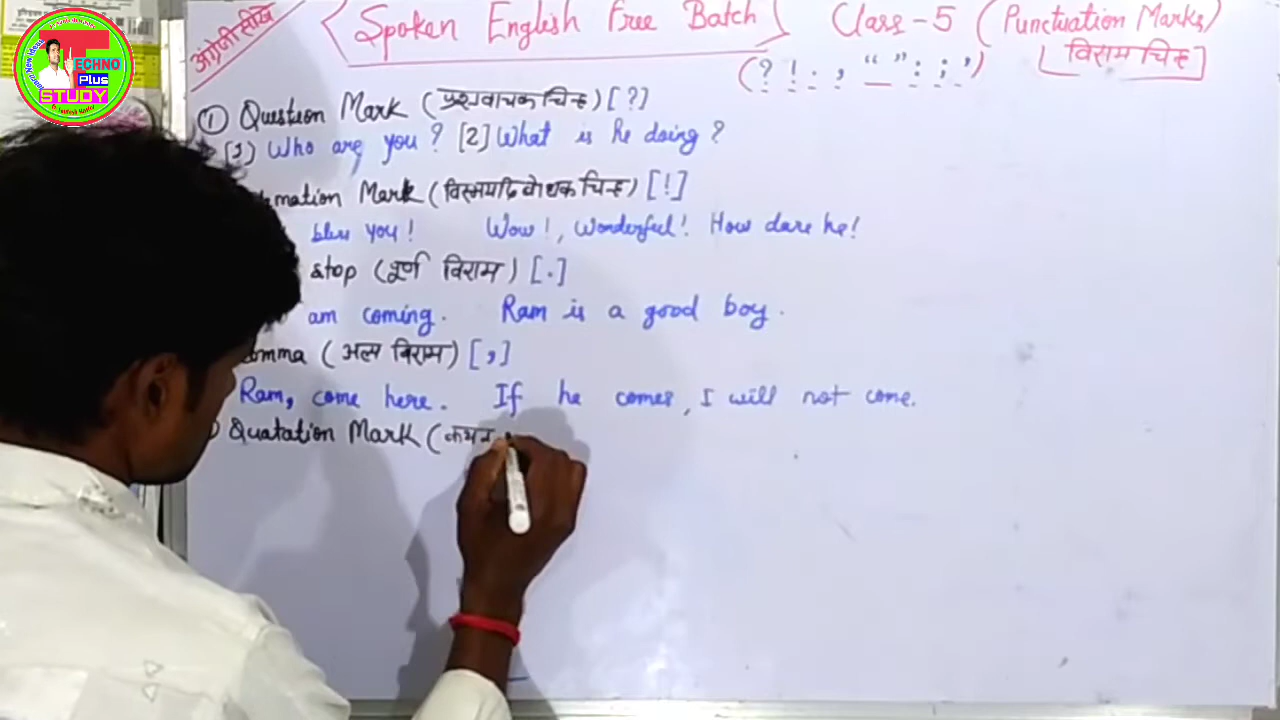 TECHNO
Plus
STUDY
अंग्रेजी सीखे
Spoken English Free Batch Class-5 (Punctuation Marks)
विराम चिन्ह
(? ! . , “ ” : ; ’)
① Question Mark (प्रश्नवाचक चिन्ह) [?]
[1] Who are you? [2] What is he doing?
mation Mark (विस्मयादिबोधक चिन्ह) [!]
bless you! Wow!, Wonderful! How dare he!
stop (पूर्ण विराम) [.]
am coming. Ram is a good boy.
omma (अल्प विराम) [,]
Ram, come here. If he comes, I will not come.
Quatation Mark (कथन